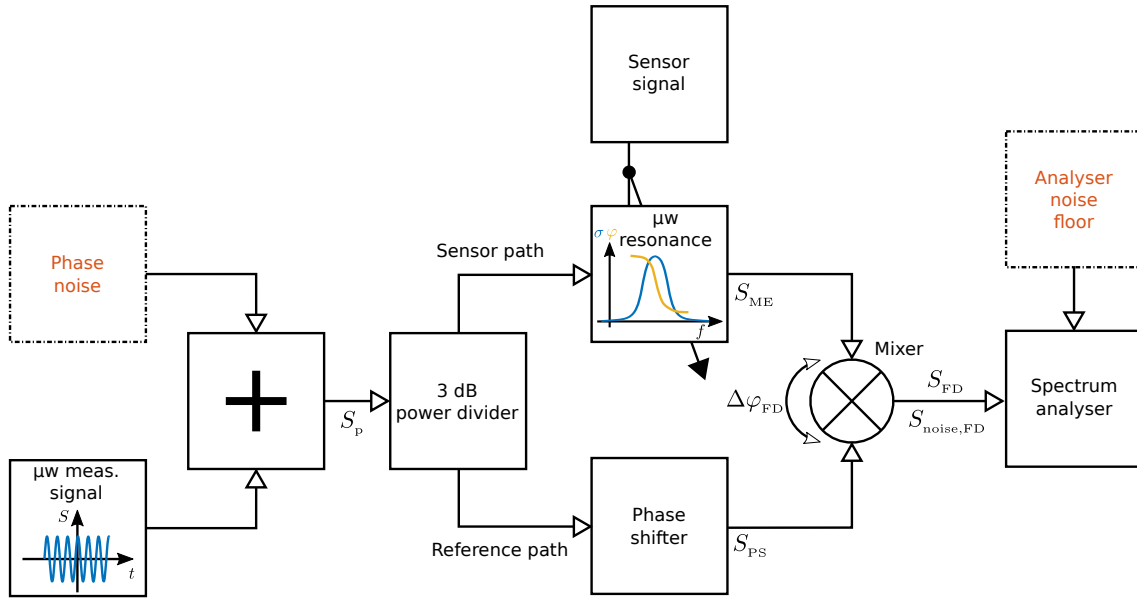 Sensor
signal
Analyser
noise
floor
Phase
noise
μw
resonance
σ φ
f
Sensor path
S_ME
Mixer
3 dB
power divider
S_p
Δφ_FD
S_FD
S_noise,FD
Spectrum
analyser
μw meas.
signal
S
t
Reference path
Phase
shifter
S_PS